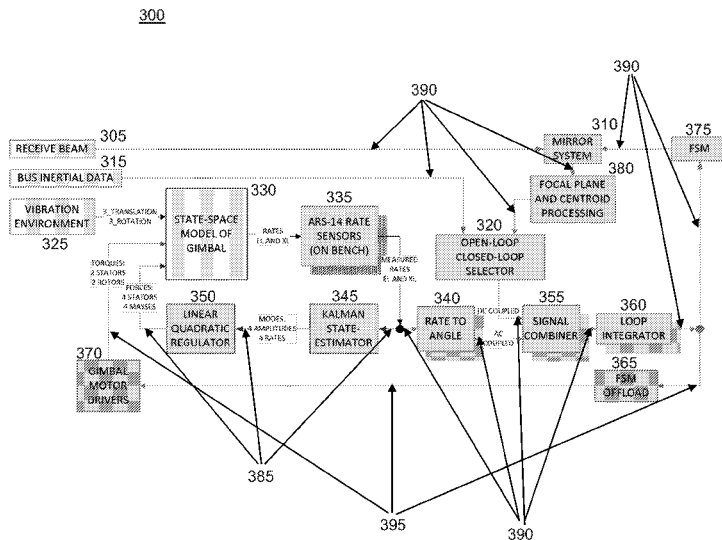 300
390
390
305
RECEIVE BEAM
310
MIRROR
SYSTEM
375
FSM
315
BUS INERTIAL DATA
380
FOCAL PLANE
AND CENTROID
PROCESSING
330
STATE-SPACE
MODEL OF
GIMBAL
335
ARS-14 RATE
SENSORS
(ON BENCH)
VIBRATION
ENVIRONMENT
325
3_TRANSLATION
3_ROTATION
RATES
EL AND XL
320
OPEN-LOOP
CLOSED-LOOP
SELECTOR
MEASURED
RATES
EL AND XL
TORQUES:
2 STATORS
2 ROTORS
FORCES:
4 STATORS
4 MASSES
350
LINEAR
QUADRATIC
REGULATOR
MODES:
4 AMPLITUDES
4 RATES
345
KALMAN
STATE-
ESTIMATOR
340
RATE TO
ANGLE
DC COUPLED
AC
COUPLED
355
SIGNAL
COMBINER
360
LOOP
INTEGRATOR
370
GIMBAL
MOTOR
DRIVERS
365
FSM
OFFLOAD
385
395
390